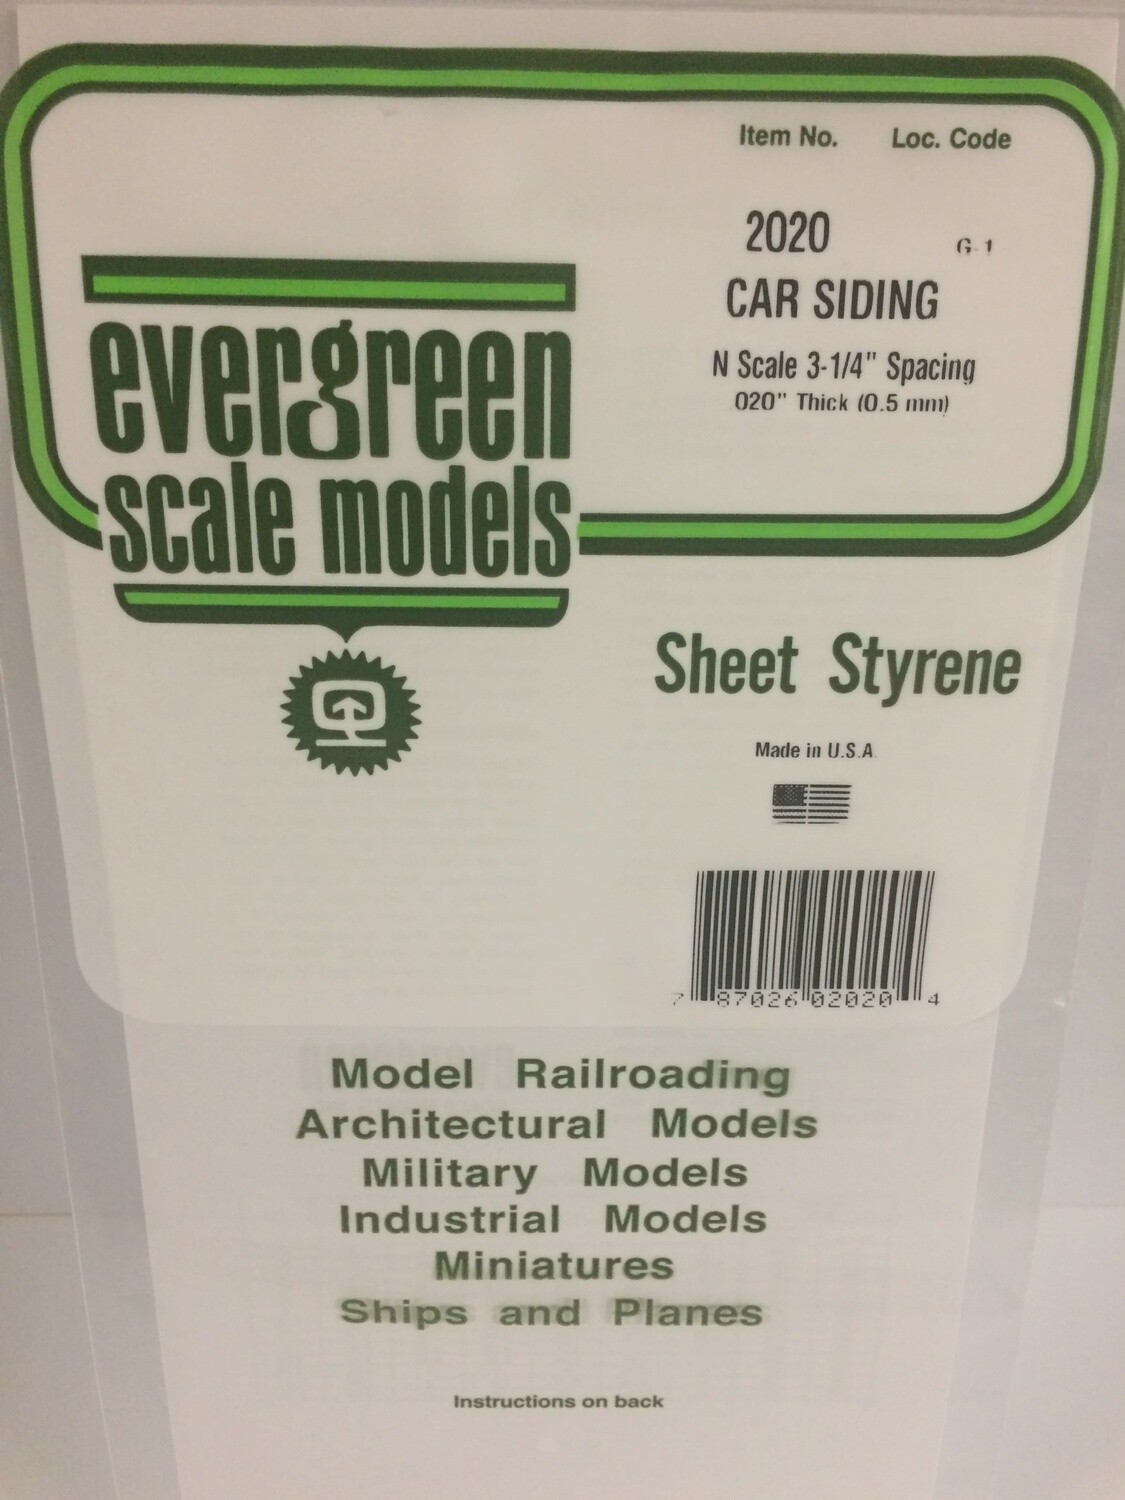 Item No. Loc. Code
2020 G-1
CAR SIDING
N Scale 3-1/4" Spacing
.020" Thick (0.5 mm)
evergreen
scale models
Sheet Styrene
Made in U.S.A.
7 87026 02020 4
Model Railroading
Architectural Models
Military Models
Industrial Models
Miniatures
Ships and Planes
Instructions on back